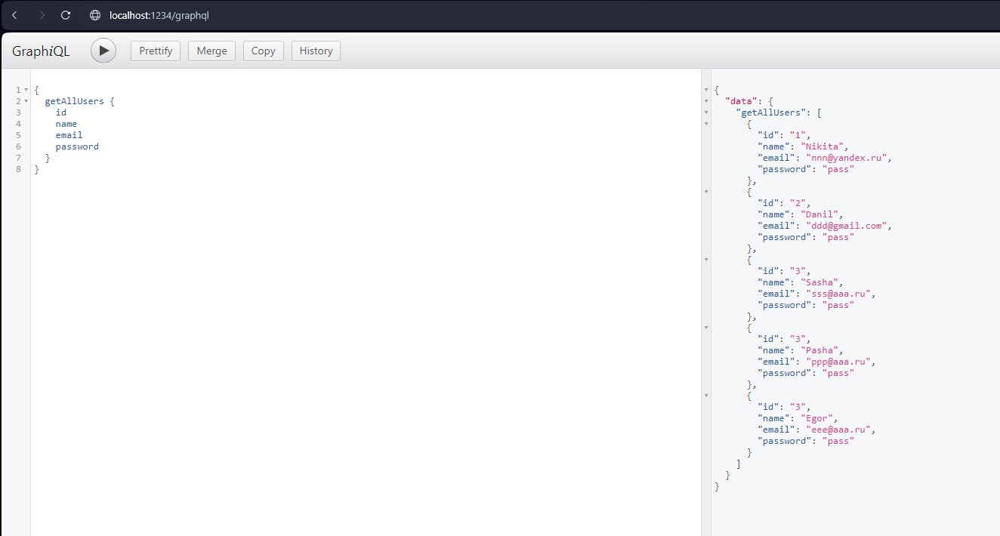 localhost:1234/graphql
GraphiQL Prettify Merge Copy History
1 {
2 getAllUsers {
3 id
4 name
5 email
6 password
7 }
8 }
{
"data": {
"getAllUsers": [
{
"id": "1",
"name": "Nikita",
"email": "nnn@yandex.ru",
"password": "pass"
},
{
"id": "2",
"name": "Danil",
"email": "ddd@gmail.com",
"password": "pass"
},
{
"id": "3",
"name": "Sasha",
"email": "sss@aaa.ru",
"password": "pass"
},
{
"id": "3",
"name": "Pasha",
"email": "ppp@aaa.ru",
"password": "pass"
},
{
"id": "3",
"name": "Egor",
"email": "eee@aaa.ru",
"password": "pass"
}
]
}
}